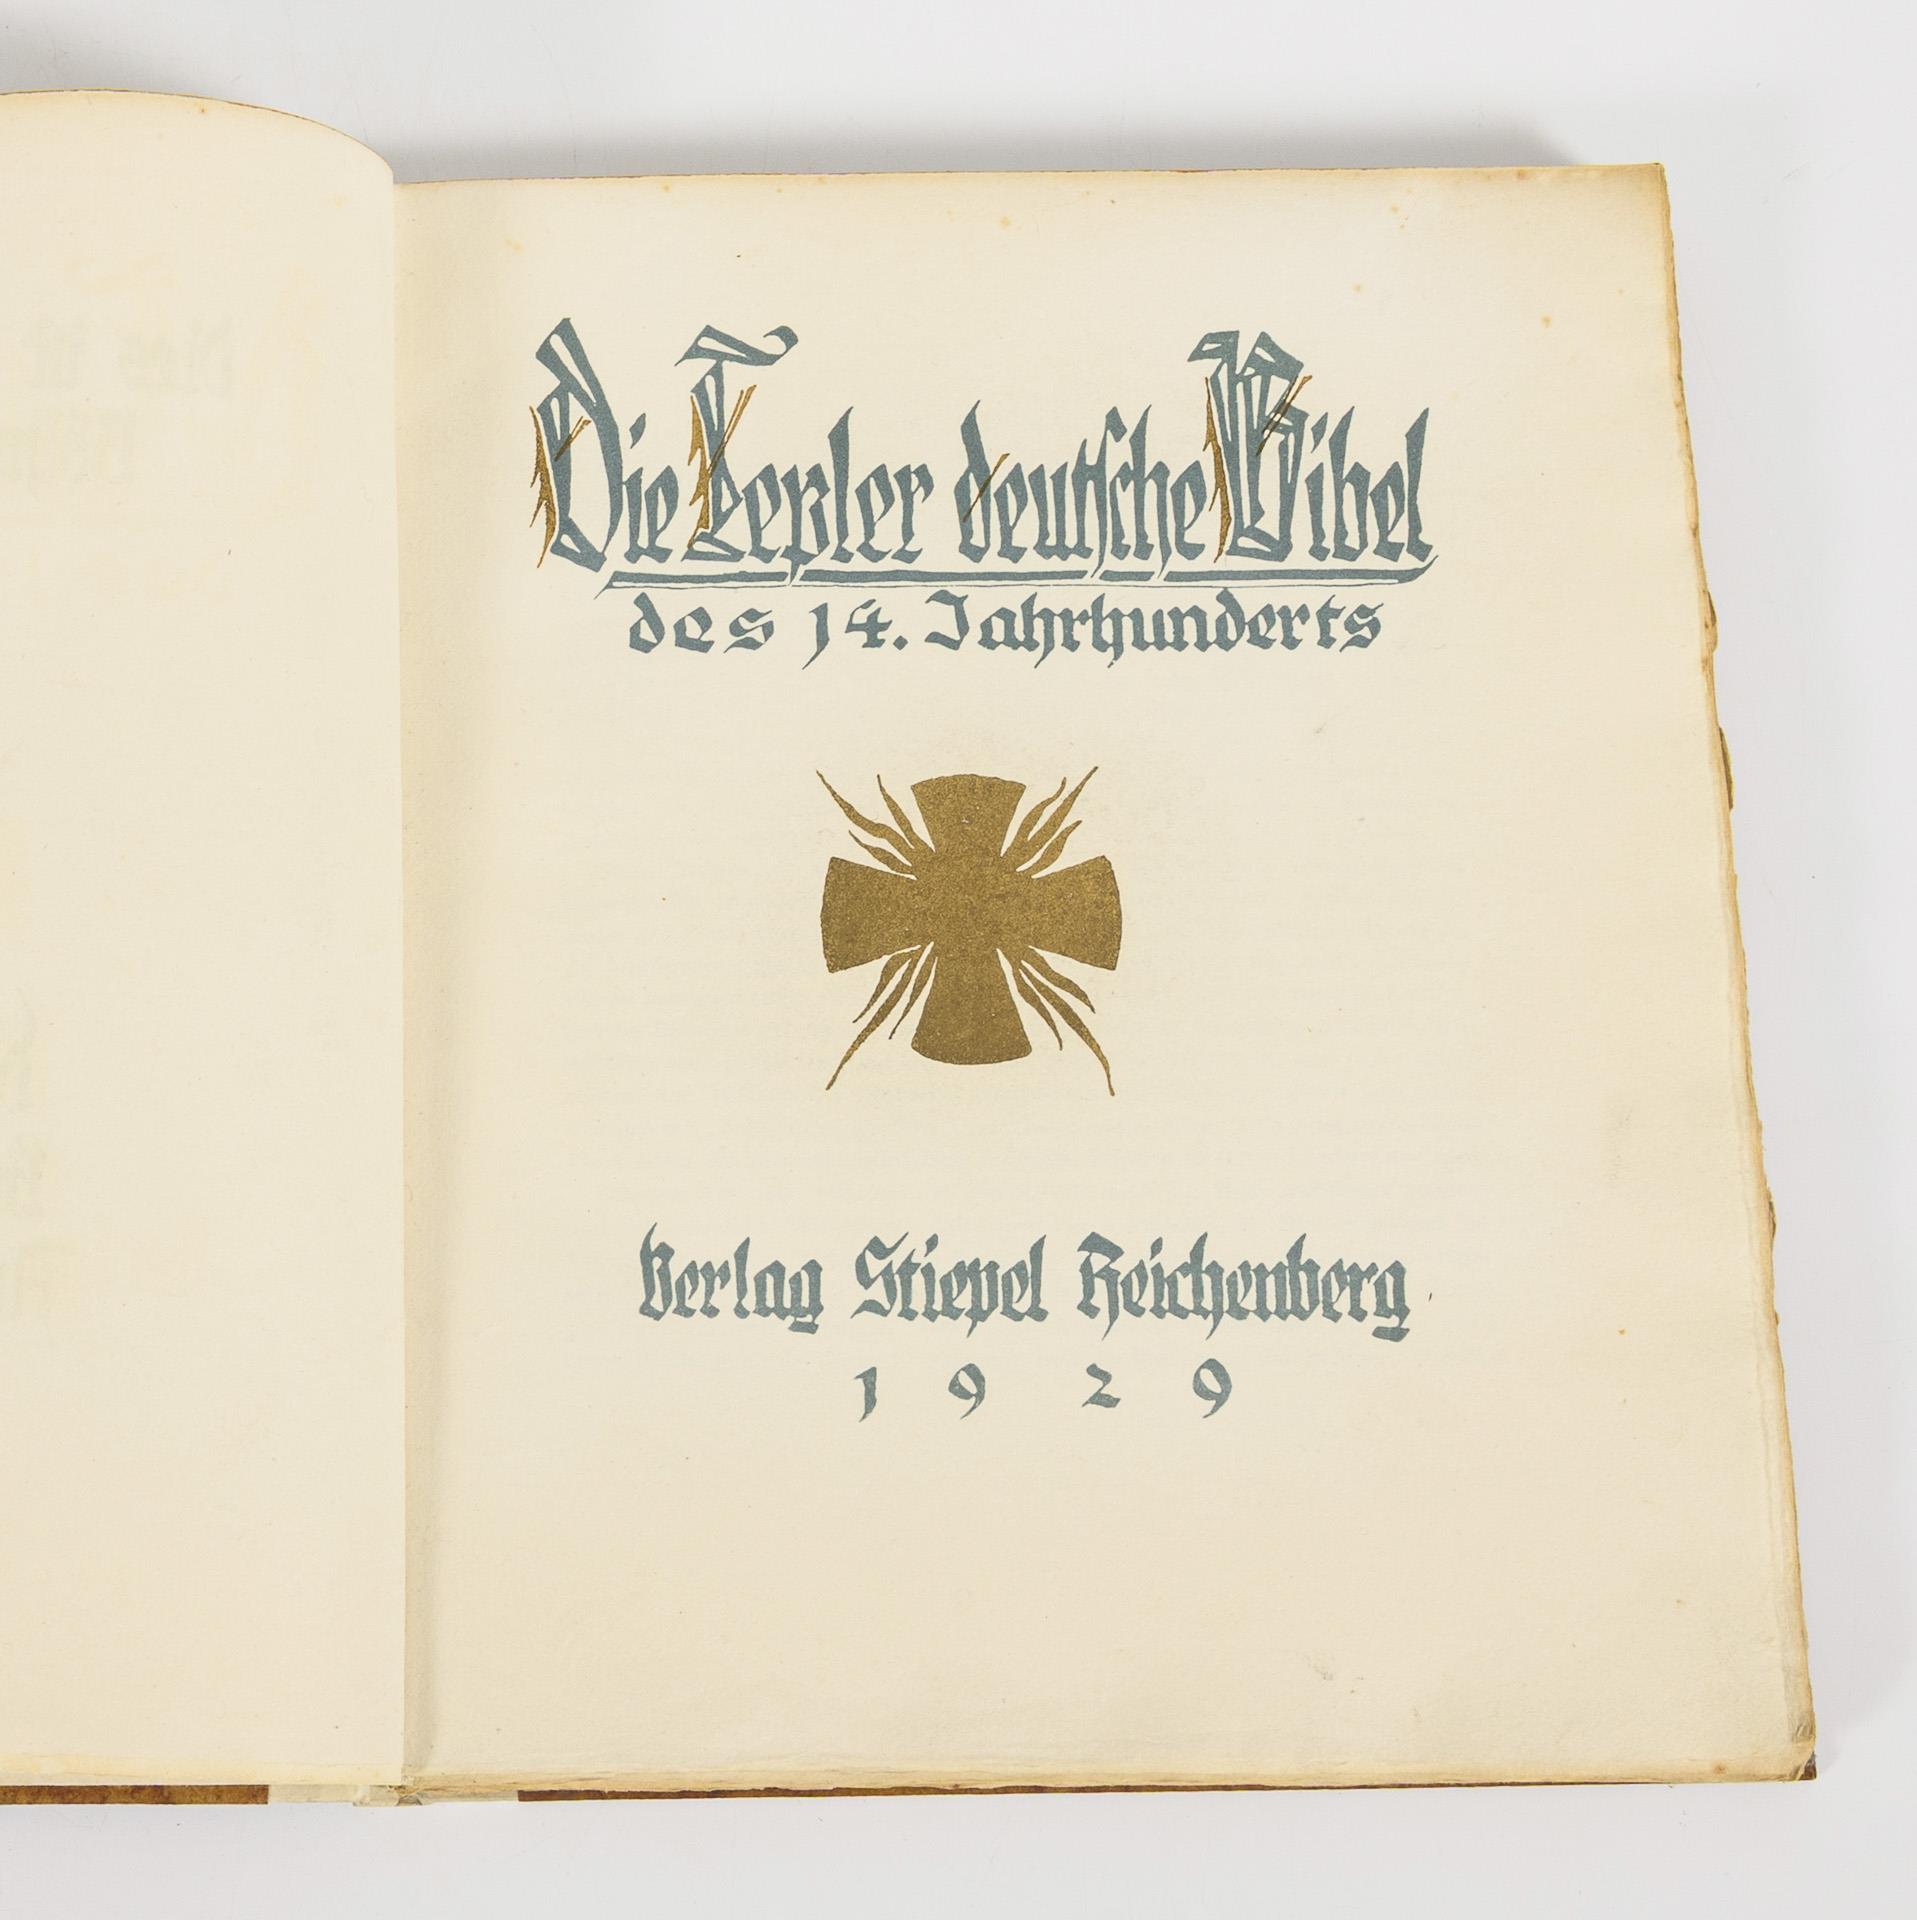 Die Tepler deutsche Bibel
des 14. Jahrhunderts
Verlag Stiepel Reichenberg
1929